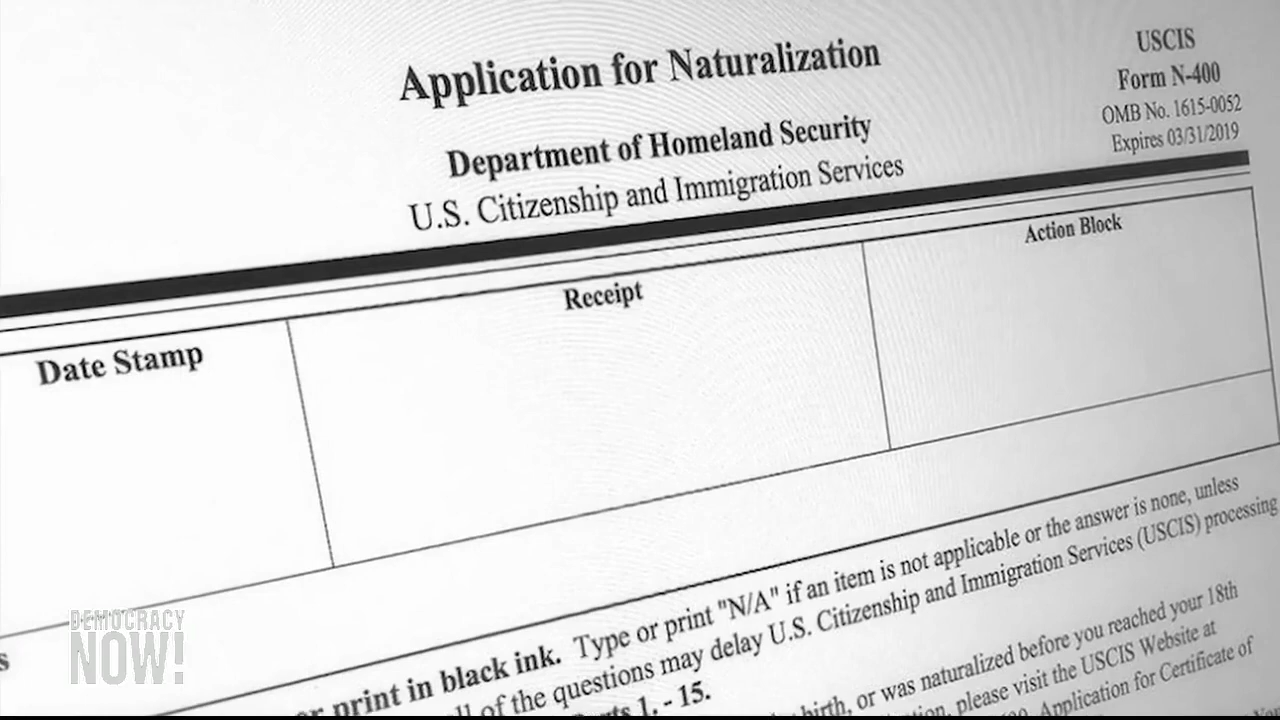 Application for Naturalization
Department of Homeland Security
U.S. Citizenship and Immigration Services
USCIS
Form N-400
OMB No. 1615-0052
Expires 03/31/2019
Date Stamp
Receipt
Action Block
print in black ink. Type or print "N/A" if an item is not applicable or the answer is none, unless
of the questions may delay U.S. Citizenship and Immigration Services (USCIS) processing
1. - 15.
birth, or was naturalized before you reached your 18th
please visit the USCIS Website at
Application for Certificate of
DEMOCRACY
NOW!